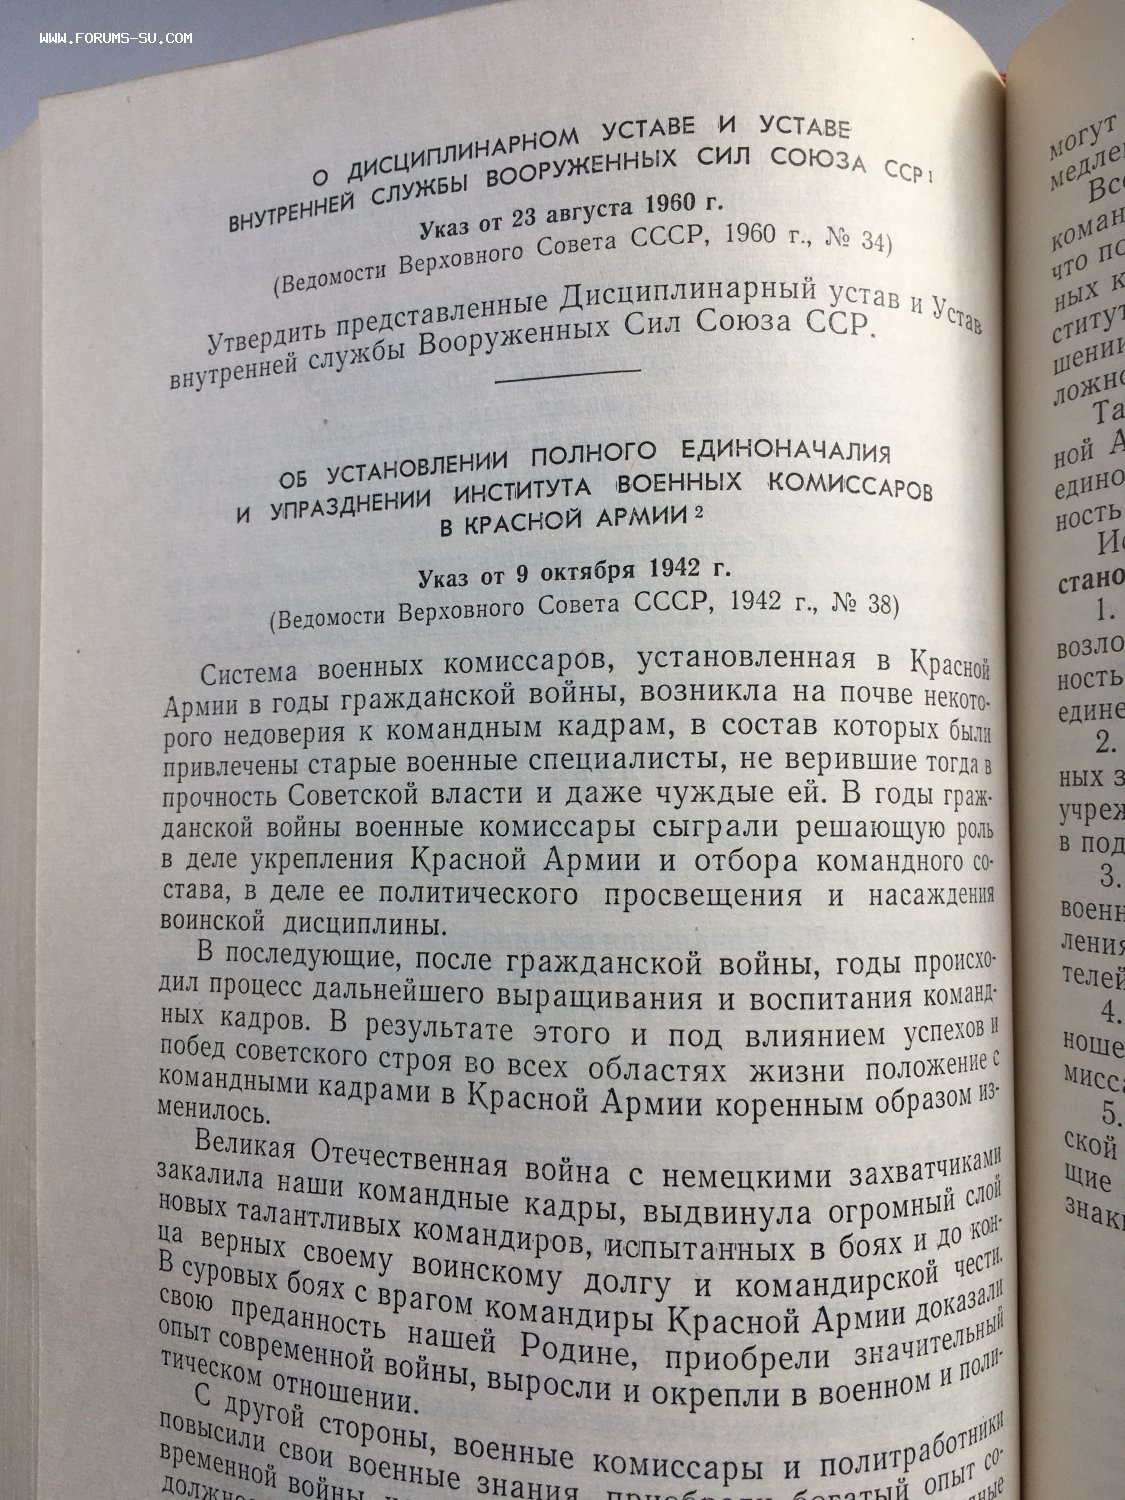 WWW.FORUMS-SU.COM
О ДИСЦИПЛИНАРНОМ УСТАВЕ И УСТАВЕ
ВНУТРЕННЕЙ СЛУЖБЫ ВООРУЖЕННЫХ СИЛ СОЮЗА ССР 1
Указ от 23 августа 1960 г.
(Ведомости Верховного Совета СССР, 1960 г., № 34)
Утвердить представленные Дисциплинарный устав и Устав
внутренней службы Вооруженных Сил Союза ССР.
ОБ УСТАНОВЛЕНИИ ПОЛНОГО ЕДИНОНАЧАЛИЯ
И УПРАЗДНЕНИИ ИНСТИТУТА ВОЕННЫХ КОМИССАРОВ
В КРАСНОЙ АРМИИ 2
Указ от 9 октября 1942 г.
(Ведомости Верховного Совета СССР, 1942 г., № 38)
Система военных комиссаров, установленная в Красной
Армии в годы гражданской войны, возникла на почве некото-
рого недоверия к командным кадрам, в состав которых были
привлечены старые военные специалисты, не верившие тогда в
прочность Советской власти и даже чуждые ей. В годы граж-
данской войны военные комиссары сыграли решающую роль
в деле укрепления Красной Армии и отбора командного со-
става, в деле ее политического просвещения и насаждения
воинской дисциплины.
В последующие, после гражданской войны, годы происхо-
дил процесс дальнейшего выращивания и воспитания команд-
ных кадров. В результате этого и под влиянием успехов и
побед советского строя во всех областях жизни положение с
командными кадрами в Красной Армии коренным образом из-
менилось.
Великая Отечественная война с немецкими захватчиками
закалила наши командные кадры, выдвинула огромный слой
новых талантливых командиров, испытанных в боях и до кон-
ца верных своему воинскому долгу и командирской чести.
В суровых боях с врагом командиры Красной Армии доказали
свою преданность нашей Родине, приобрели значительный
опыт современной войны, выросли и окрепли в военном и поли-
тическом отношении.
С другой стороны, военные комиссары и политработники
повысили свои военные знания, приобрели богатый опыт со-
временной войны,
могут
Та
ной А
едино
ность
Ис
стано
1.
возло
ность
едине
2.
ных з
учреж
в под
3.
военн
ления
телей
4.
ноше
мисса
5.
ской
щие